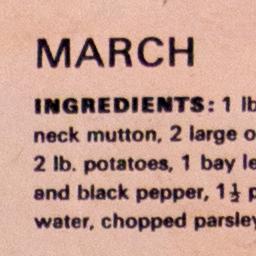 MARCH
INGREDIENTS: 1 lb
neck mutton, 2 large o
2 lb. potatoes, 1 bay le
and black pepper, 1½ p
water, chopped parsley